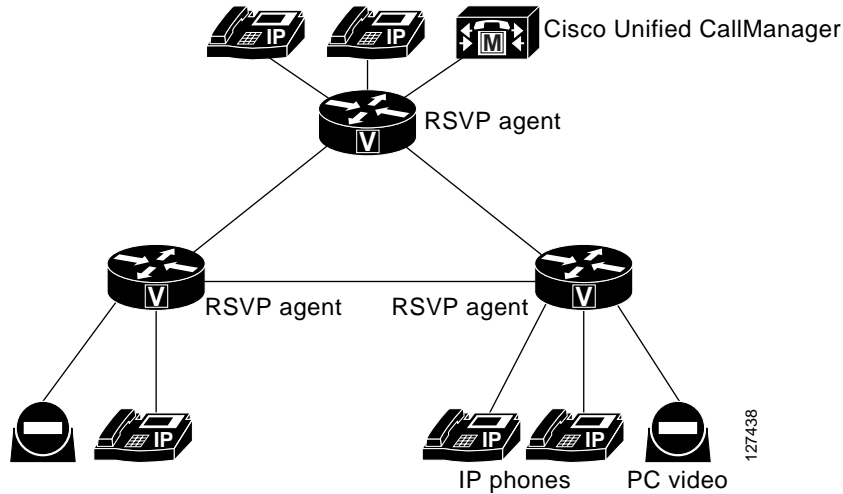 IP
IP
M
Cisco Unified CallManager
RSVP agent
V
V
RSVP agent
RSVP agent
V
IP
IP
IP
127438
IP phones
PC video